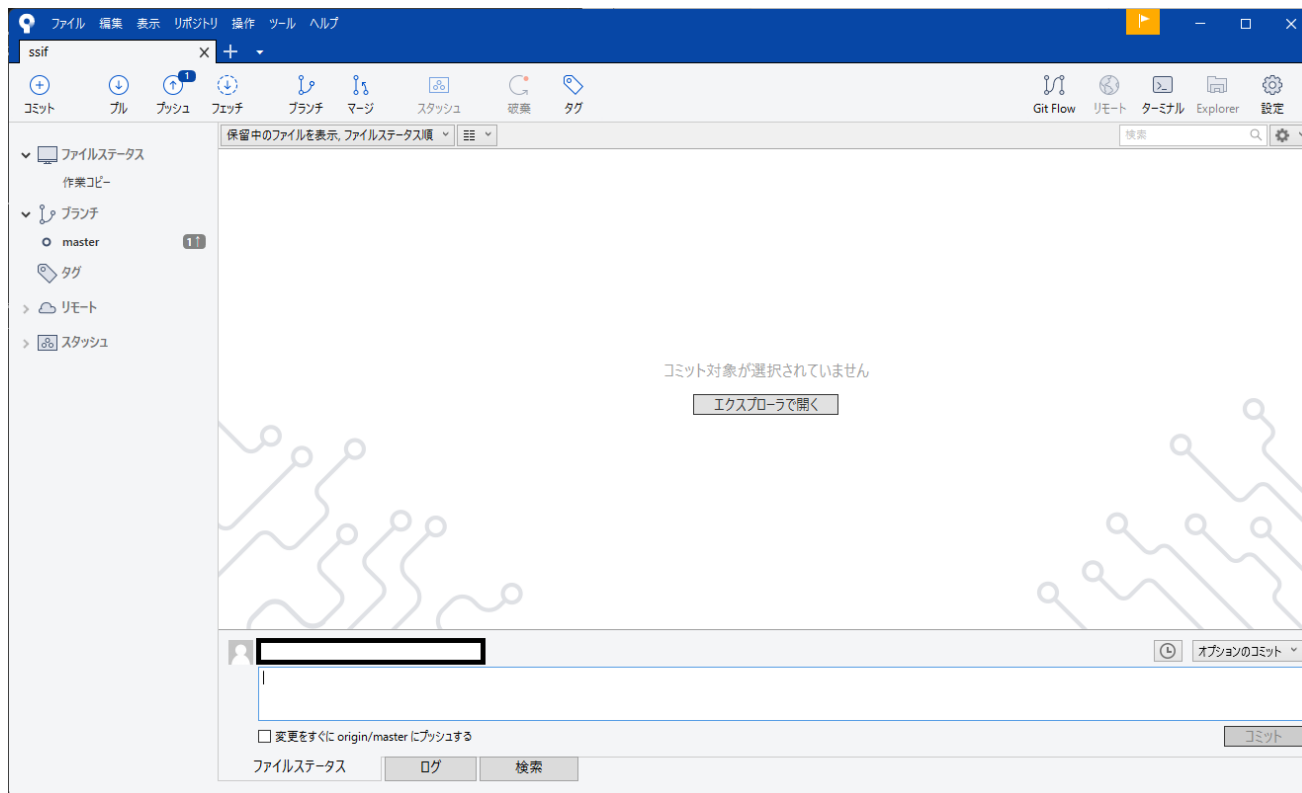 ファイル 編集 表示 リポジトリ 操作 ツール ヘルプ
ssif
コミット プル プッシュ 1 フェッチ ブランチ マージ スタッシュ 破棄 タグ Git Flow リモート ターミナル Explorer 設定
保留中のファイルを表示, ファイルステータス順 検索
ファイルステータス
作業コピー
ブランチ
master 1↑
タグ
リモート
スタッシュ
コミット対象が選択されていません
エクスプローラで開く
オプションのコミット
変更をすぐに origin/master にプッシュする
コミット
ファイルステータス ログ 検索